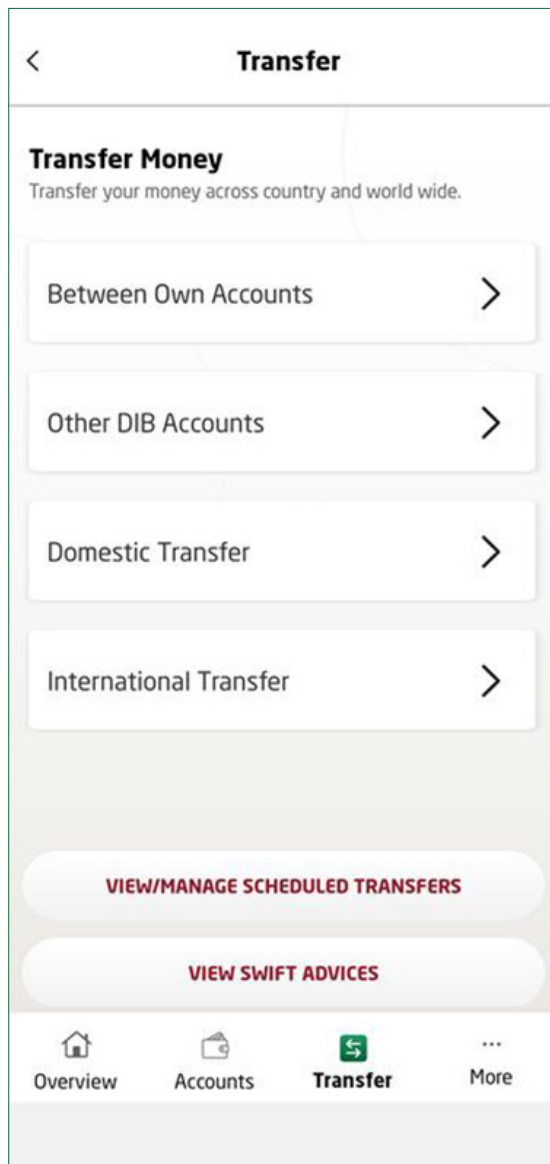 Transfer
Transfer Money
Transfer your money across country and world wide.
Between Own Accounts
Other DIB Accounts
Domestic Transfer
International Transfer
VIEW/MANAGE SCHEDULED TRANSFERS
VIEW SWIFT ADVICES
Overview Accounts Transfer More